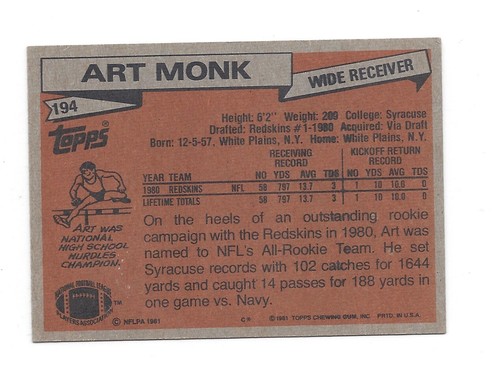 ART MONK
WIDE RECEIVER
194
topps
Height: 6'2" Weight: 209 College: Syracuse
Drafted: Redskins #1-1980 Acquired: Via Draft
Born: 12-5-57, White Plains, N.Y. Home: White Plains, N.Y.
RECEIVING RECORD KICKOFF RETURN RECORD
YEAR TEAM NO YDS AVG TDS NO YDS AVG TDS
1980 REDSKINS NFL 58 797 13.7 3 1 10 10.0 0
LIFETIME TOTALS 58 797 13.7 3 1 10 10.0 0
ART WAS
NATIONAL
HIGH SCHOOL
HURDLES
CHAMPION.
On the heels of an outstanding rookie
campaign with the Redskins in 1980, Art was
named to NFL's All-Rookie Team. He set
Syracuse records with 102 catches for 1644
yards and caught 14 passes for 188 yards in
one game vs. Navy.
NATIONAL FOOTBALL LEAGUE
PLAYERS ASSOCIATION
TM
© NFLPA 1981
C*
© 1981 TOPPS CHEWING GUM, INC. PRTD. IN U.S.A.